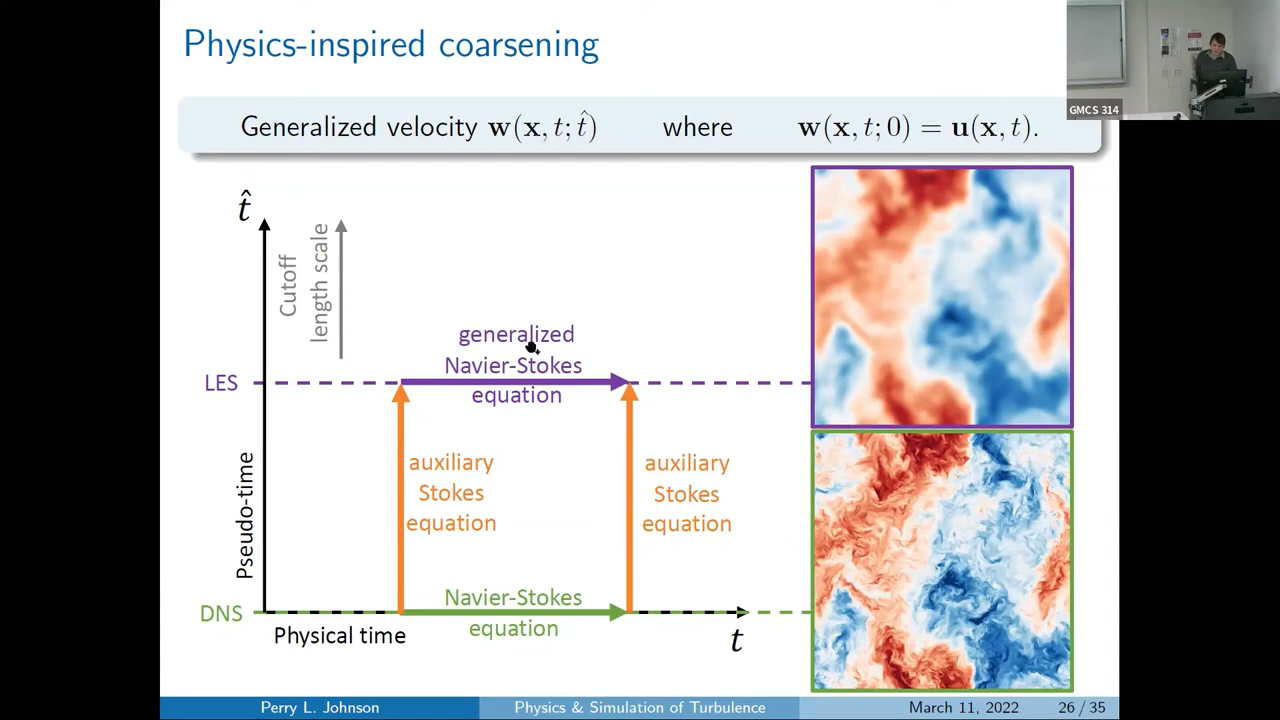 Physics-inspired coarsening
GMCS 314
Generalized velocity w(x, t; t̂) where w(x, t; 0) = u(x, t).
t̂
Cutoff
length scale
generalized
Navier-Stokes
equation
LES
auxiliary
Stokes
equation
auxiliary
Stokes
equation
Pseudo-time
Navier-Stokes
equation
DNS
Physical time
t
Perry L. Johnson
Physics & Simulation of Turbulence
March 11, 2022
26 / 35